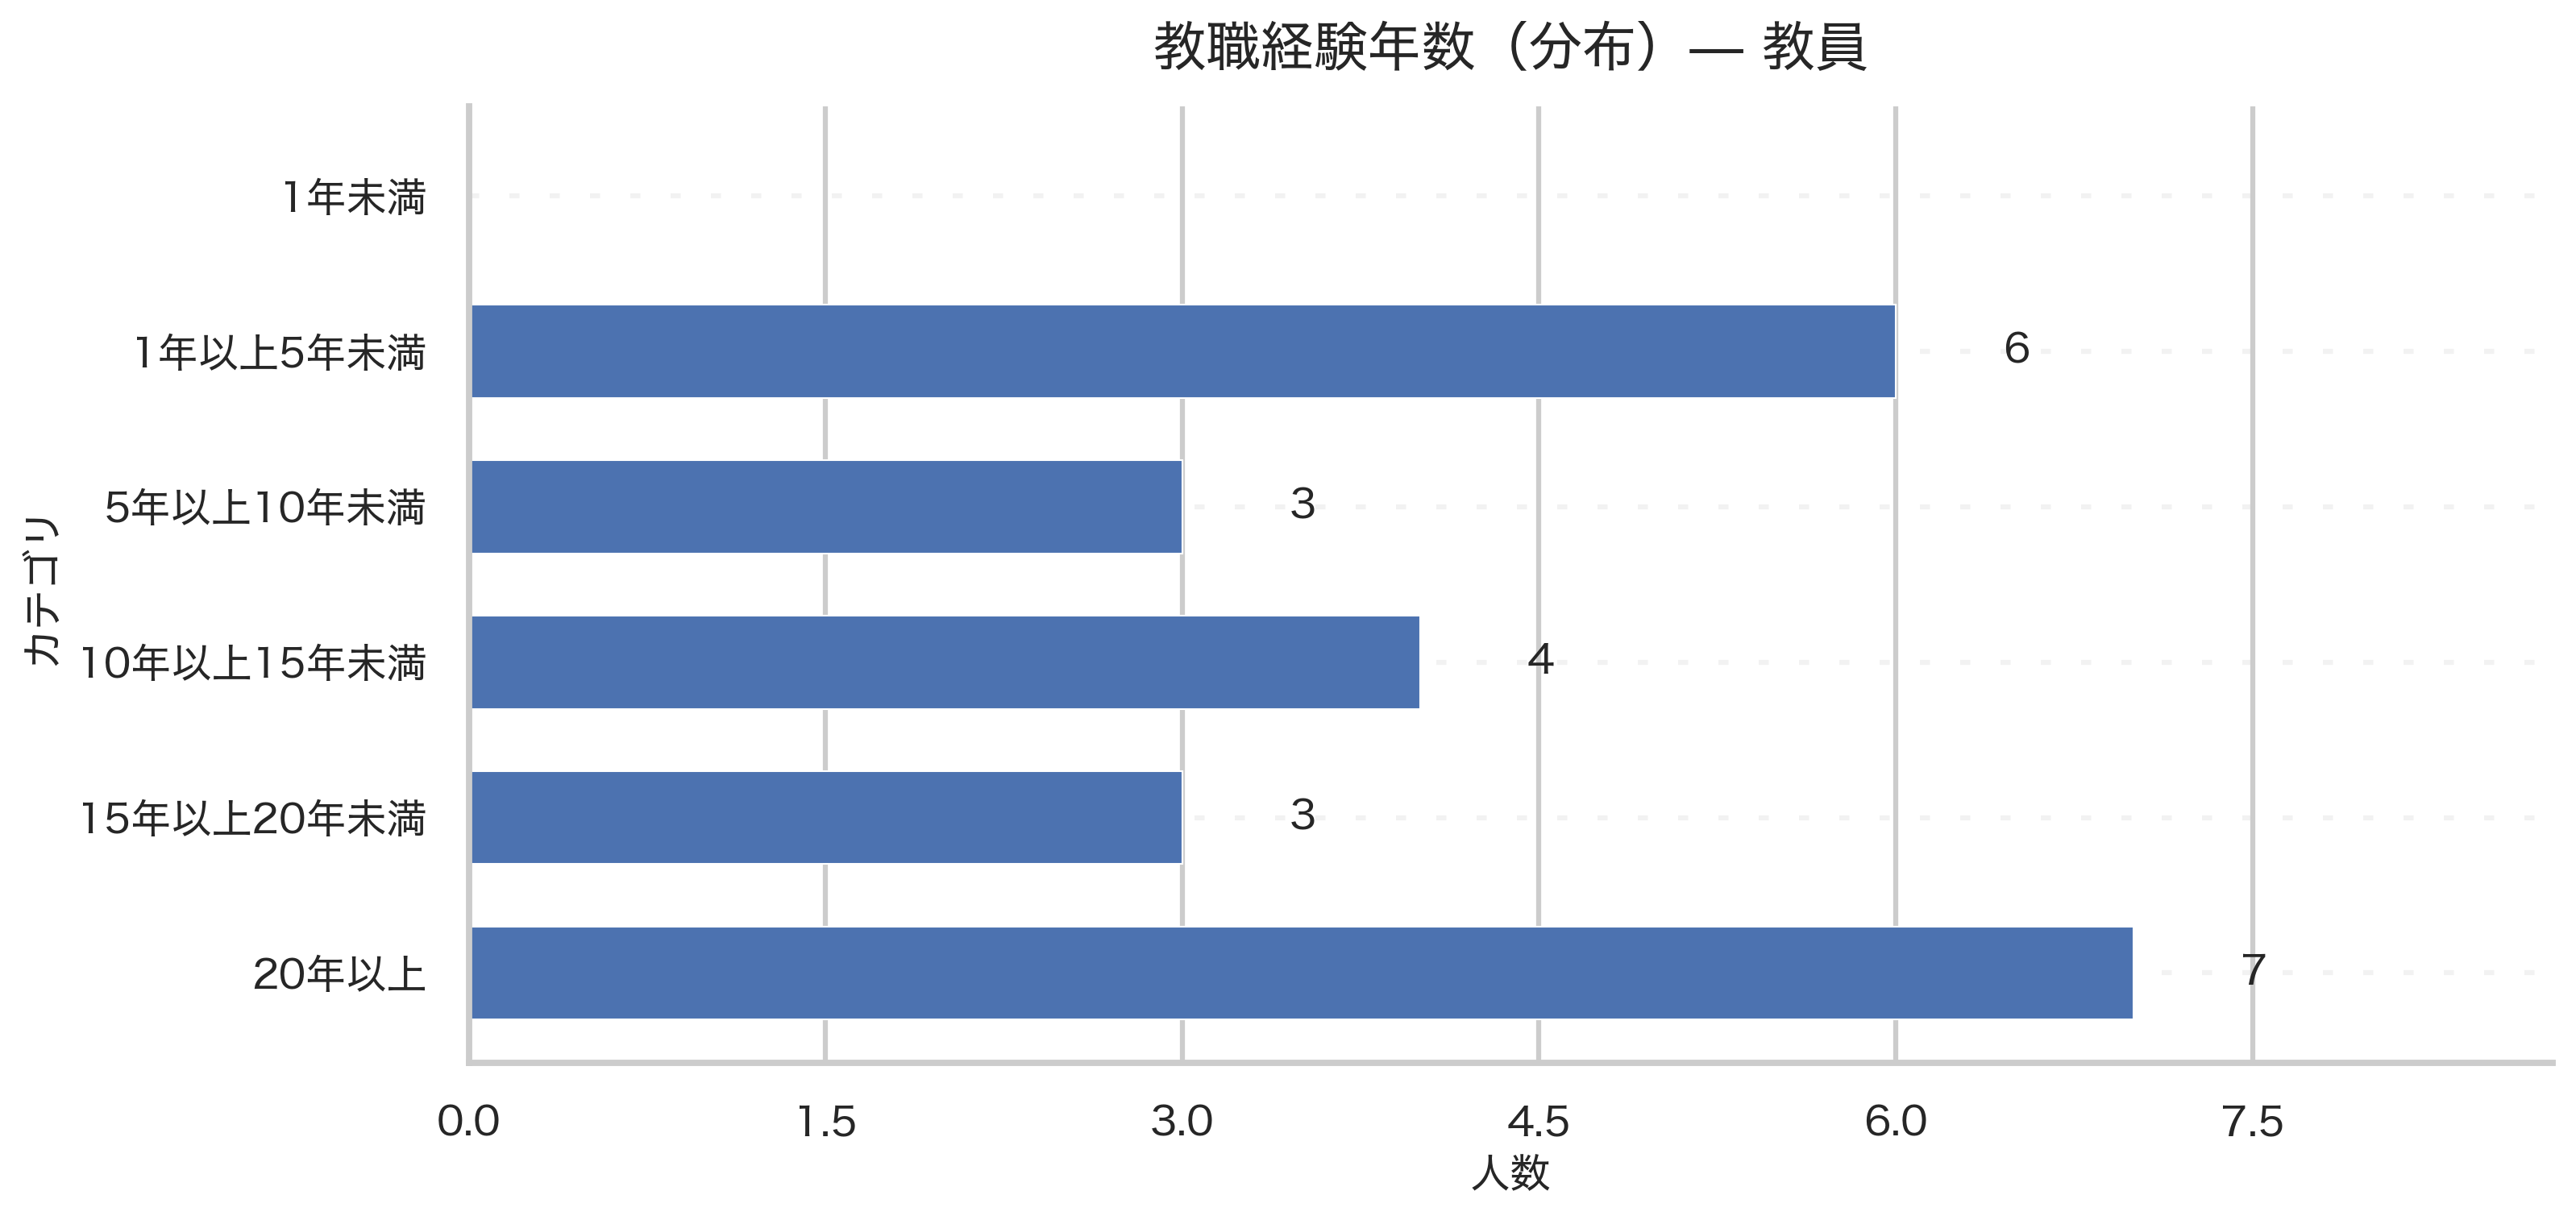 教職経験年数（分布）— 教員
カテゴリ
1年未満
1年以上5年未満
6
5年以上10年未満
3
10年以上15年未満
4
15年以上20年未満
3
20年以上
7
0.0 1.5 3.0 4.5 6.0 7.5
人数